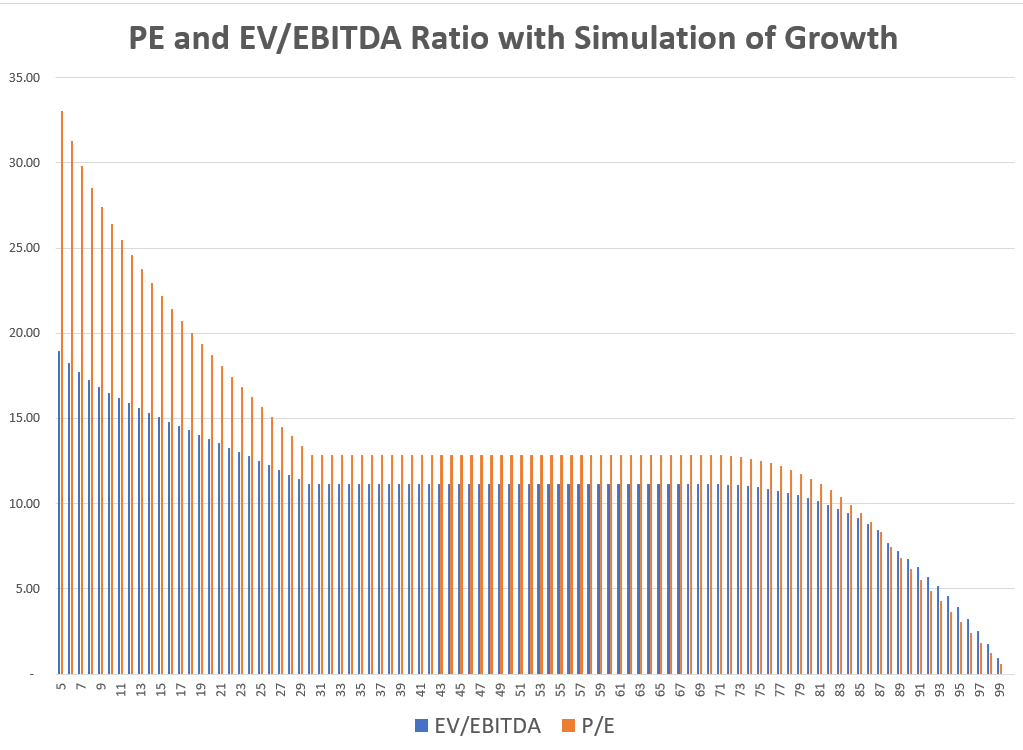 PE and EV/EBITDA Ratio with Simulation of Growth
35.00
30.00
25.00
20.00
15.00
10.00
5.00
-
5 7 9 11 13 15 17 19 21 23 25 27 29 31 33 35 37 39 41 43 45 47 49 51 53 55 57 59 61 63 65 67 69 71 73 75 77 79 81 83 85 87 89 91 93 95 97 99
EV/EBITDA P/E